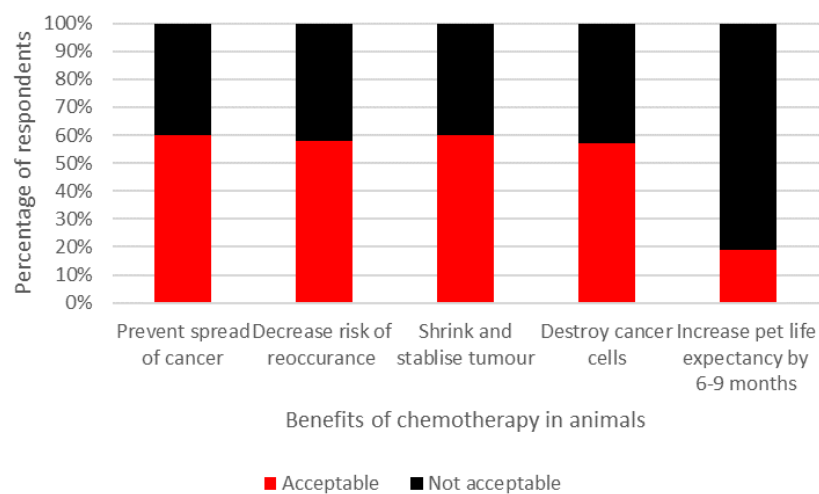 100%
90%
80%
70%
60%
50%
40%
30%
20%
10%
0%
Percentage of respondents
Prevent spread
of cancer
Decrease risk of
reoccurance
Shrink and
stablise tumour
Destroy cancer
cells
Increase pet life
expectancy by
6-9 months
Benefits of chemotherapy in animals
Acceptable
Not acceptable